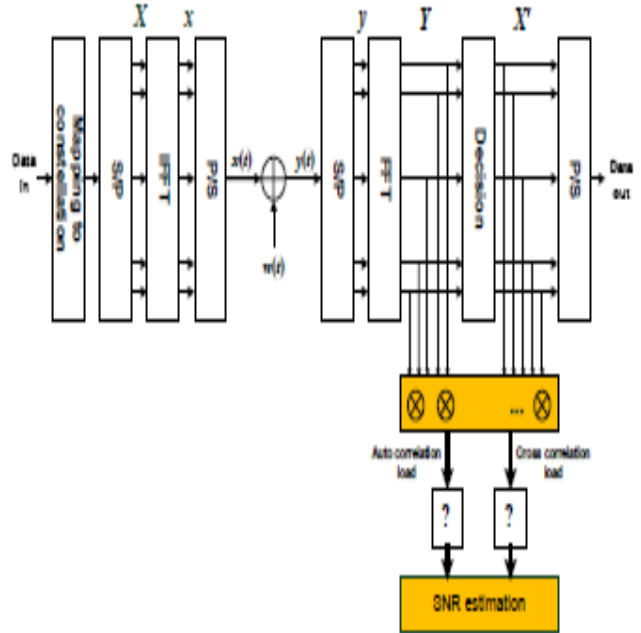 X x y Y X'
Data
In
Mapping to
constellation
S/P
IFFT
P/S
x(t)
w(t)
y(t)
S/P
FFT
Decision
P/S
Data
out
...
Auto correlation
load
Cross correlation
load
?
?
SNR estimation